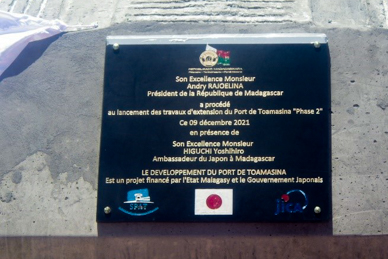 Son Excellence Monsieur
Andry RAJOELINA
Président de la République de Madagascar
a procédé
au lancement des travaux d'extension du Port de Toamasina "Phase 2"
Ce 09 décembre 2021
en présence de
Son Excellence Monsieur
HIGUCHI Yoshihiro
Ambassadeur du Japon à Madagascar
LE DEVELOPPEMENT DU PORT DE TOAMASINA
Est un projet financé par l'Etat Malagasy et le Gouvernement Japonais
SPAT
jica